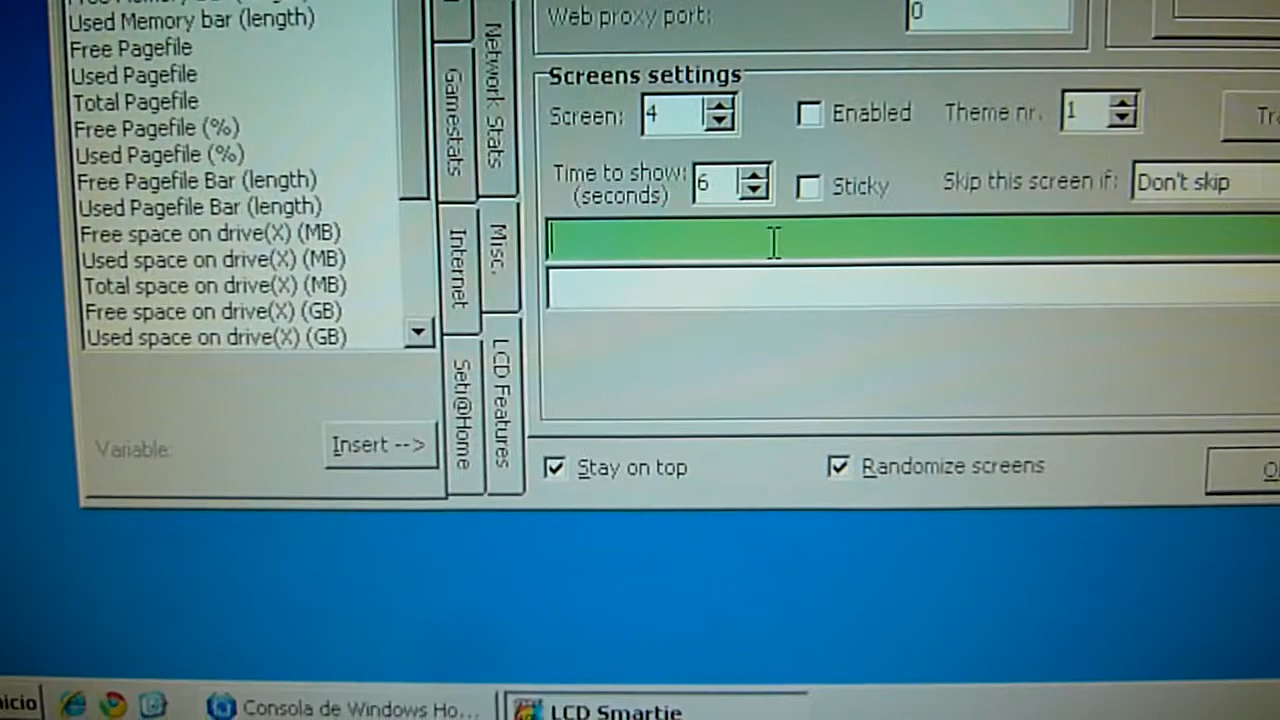 Used Memory bar (length)
Free Pagefile
Used Pagefile
Total Pagefile
Free Pagefile (%)
Used Pagefile (%)
Free Pagefile Bar (length)
Used Pagefile Bar (length)
Free space on drive(X) (MB)
Used space on drive(X) (MB)
Total space on drive(X) (MB)
Free space on drive(X) (GB)
Used space on drive(X) (GB)
Variable:
Insert -->
Gamestats
Internet
Seti@Home
Network Stats
Misc.
LCD Features
Web proxy port:
0
Screens settings
Screen: 4
Enabled
Theme nr. 1
Time to show: 6
(seconds)
Sticky
Skip this screen if: Don't skip
Stay on top
Randomize screens
Consola de Windows Ho...
LCD Smartie